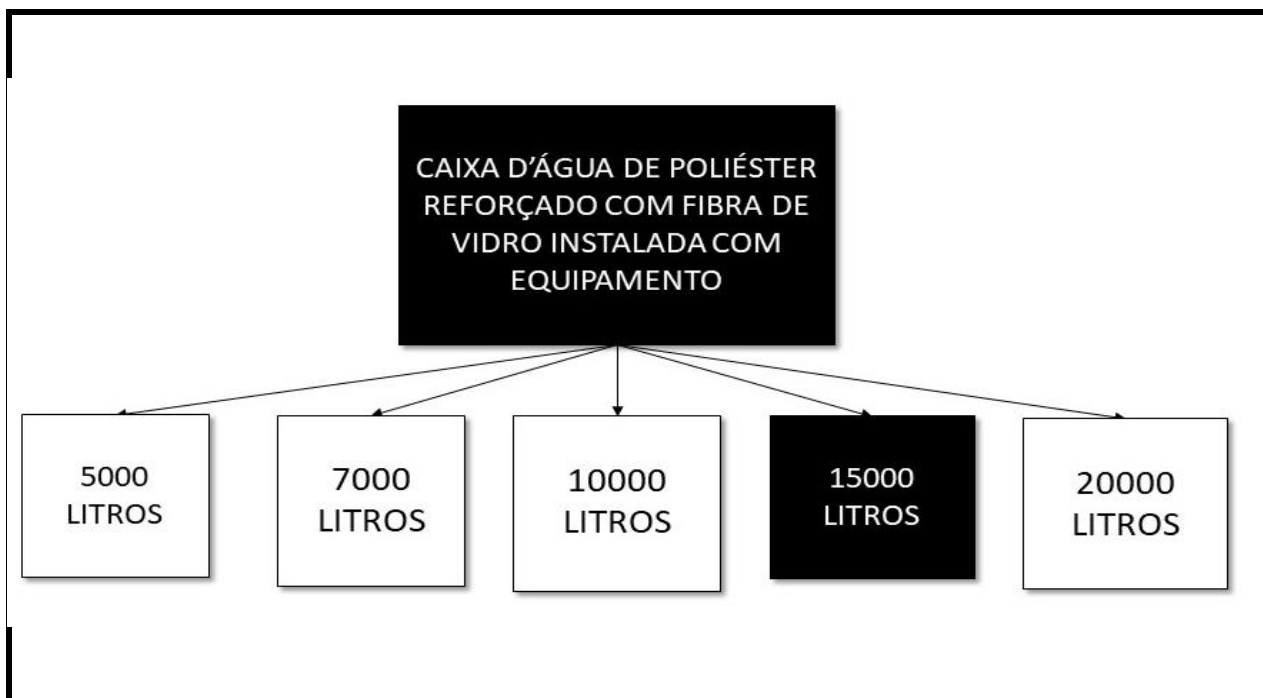 CAIXA D’ÁGUA DE POLIÉSTER
REFORÇADO COM FIBRA DE
VIDRO INSTALADA COM
EQUIPAMENTO
5000
LITROS
7000
LITROS
10000
LITROS
15000
LITROS
20000
LITROS